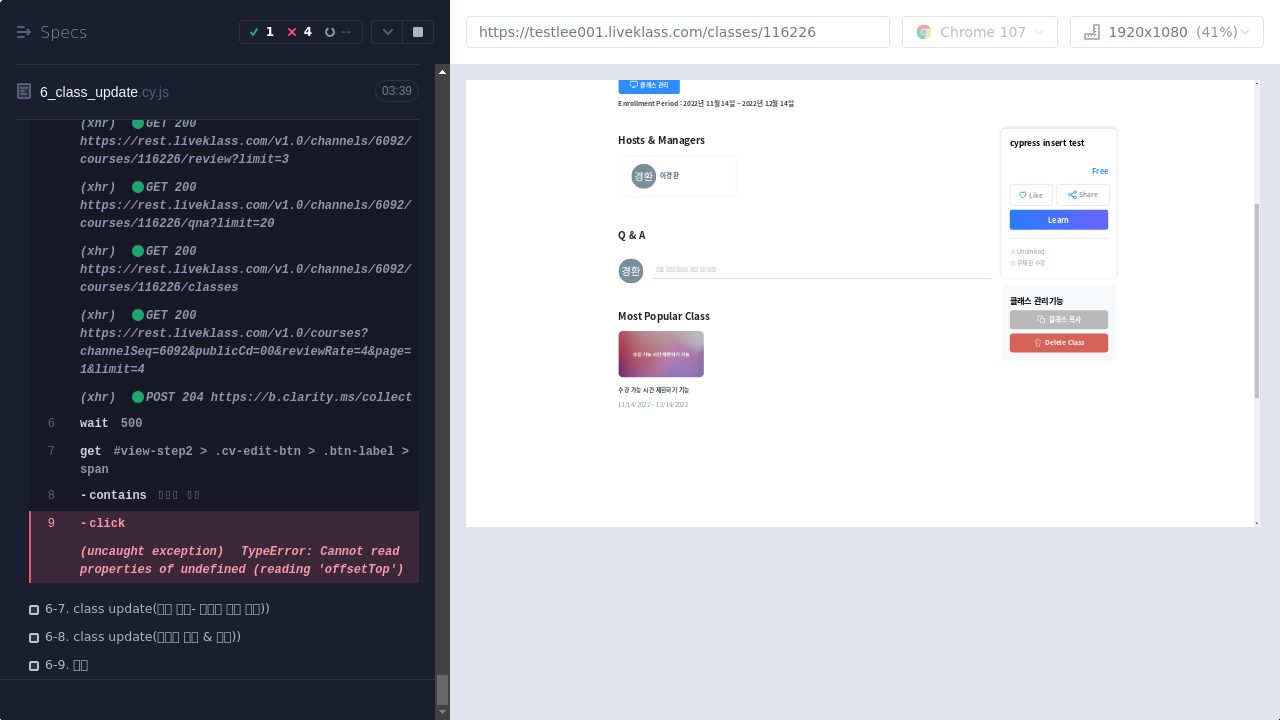 Specs
1
4
--
6_class_update.cy.js
03:39
(xhr) GET 200
https://rest.liveklass.com/v1.0/channels/6092/
courses/116226/review?limit=3
(xhr) GET 200
https://rest.liveklass.com/v1.0/channels/6092/
courses/116226/qna?limit=20
(xhr) GET 200
https://rest.liveklass.com/v1.0/channels/6092/
courses/116226/classes
(xhr) GET 200
https://rest.liveklass.com/v1.0/courses?
channelSeq=6092&publicCd=00&reviewRate=4&page=
1&limit=4
(xhr) POST 204 https://b.clarity.ms/collect
6 wait 500
7 get #view-step2 > .cv-edit-btn > .btn-label >
span
8 -contains
9 -click
(uncaught exception) TypeError: Cannot read
properties of undefined (reading 'offsetTop')
6-7. class update(
6-8. class update(
6-9.
https://testlee001.liveklass.com/classes/116226
Chrome 107
1920x1080 (41%)
클래스 관리
Enrollment Period : 2022년 11월 14일 ~ 2022년 12월 14일
Hosts & Managers
경환 이경환
Q & A
경환
Most Popular Class
수강 가능 시간 제한하기 기능
수강 가능 시간 제한하기 기능
11/14/2022 - 12/14/2022
cypress insert test
Free
Like
Share
Learn
Unlimited
무제한 수강
클래스 관리기능
클래스 복사
Delete Class